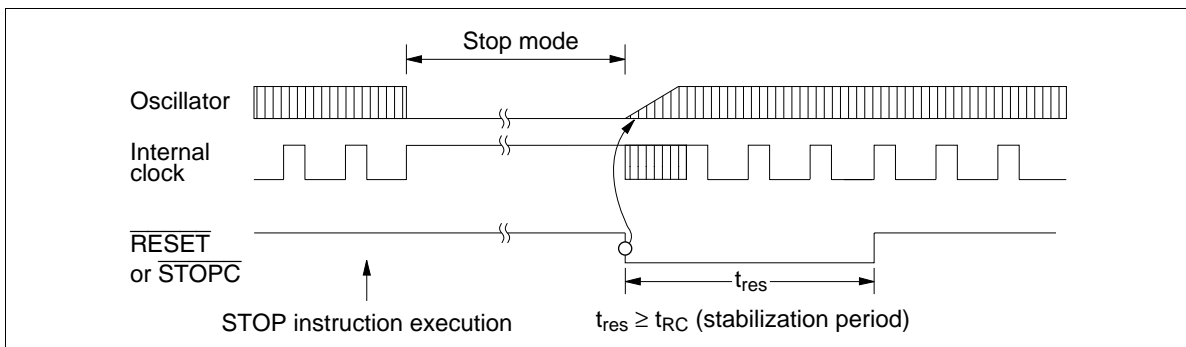 Stop mode
Oscillator
Internal
clock
RESET
or STOPC
tres
STOP instruction execution
tres ≥ tRC (stabilization period)